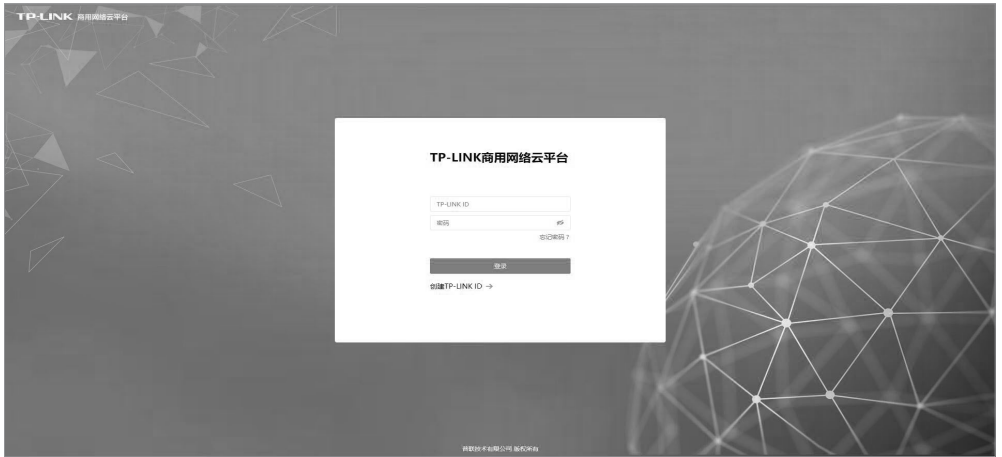 TP-LINK 商用网络云平台
TP-LINK商用网络云平台
TP-LINK ID
密码
忘记密码？
登录
创建TP-LINK ID →
普联技术有限公司 版权所有